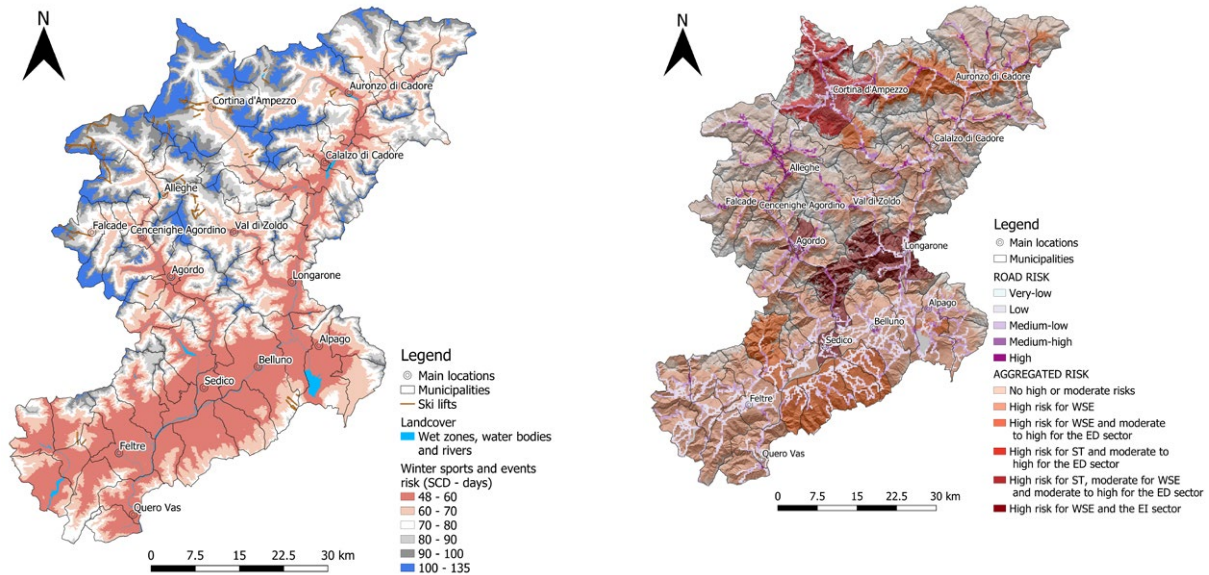 N
Auronzo di Cadore
Cortina d'Ampezzo
Calalzo di Cadore
Alleghe
Falcade
Cencenighe Agordino
Val di Zoldo
Agordo
Longarone
Alpago
Belluno
Sedico
Feltre
Quero Vas
0 7.5 15 22.5 30 km
Legend
Main locations
Municipalities
Ski lifts
Landcover
Wet zones, water bodies
and rivers
Winter sports and events
risk (SCD - days)
48 - 60
60 - 70
70 - 80
80 - 90
90 - 100
100 - 135
N
Auronzo di Cadore
Cortina d'Ampezzo
Calalzo di Cadore
Alleghe
Falcade
Cencenighe Agordino
Val di Zoldo
Agordo
Longarone
Alpago
Belluno
Sedico
Feltre
Quero Vas
0 7.5 15 22.5 30 km
Legend
Main locations
Municipalities
ROAD RISK
Very-low
Low
Medium-low
Medium-high
High
AGGREGATED RISK
No high or moderate risks
High risk for WSE
High risk for WSE and moderate
to high for the ED sector
High risk for ST and moderate to
high for the ED sector
High risk for ST, moderate for WSE
and moderate to high for the ED sector
High risk for WSE and the EI sector